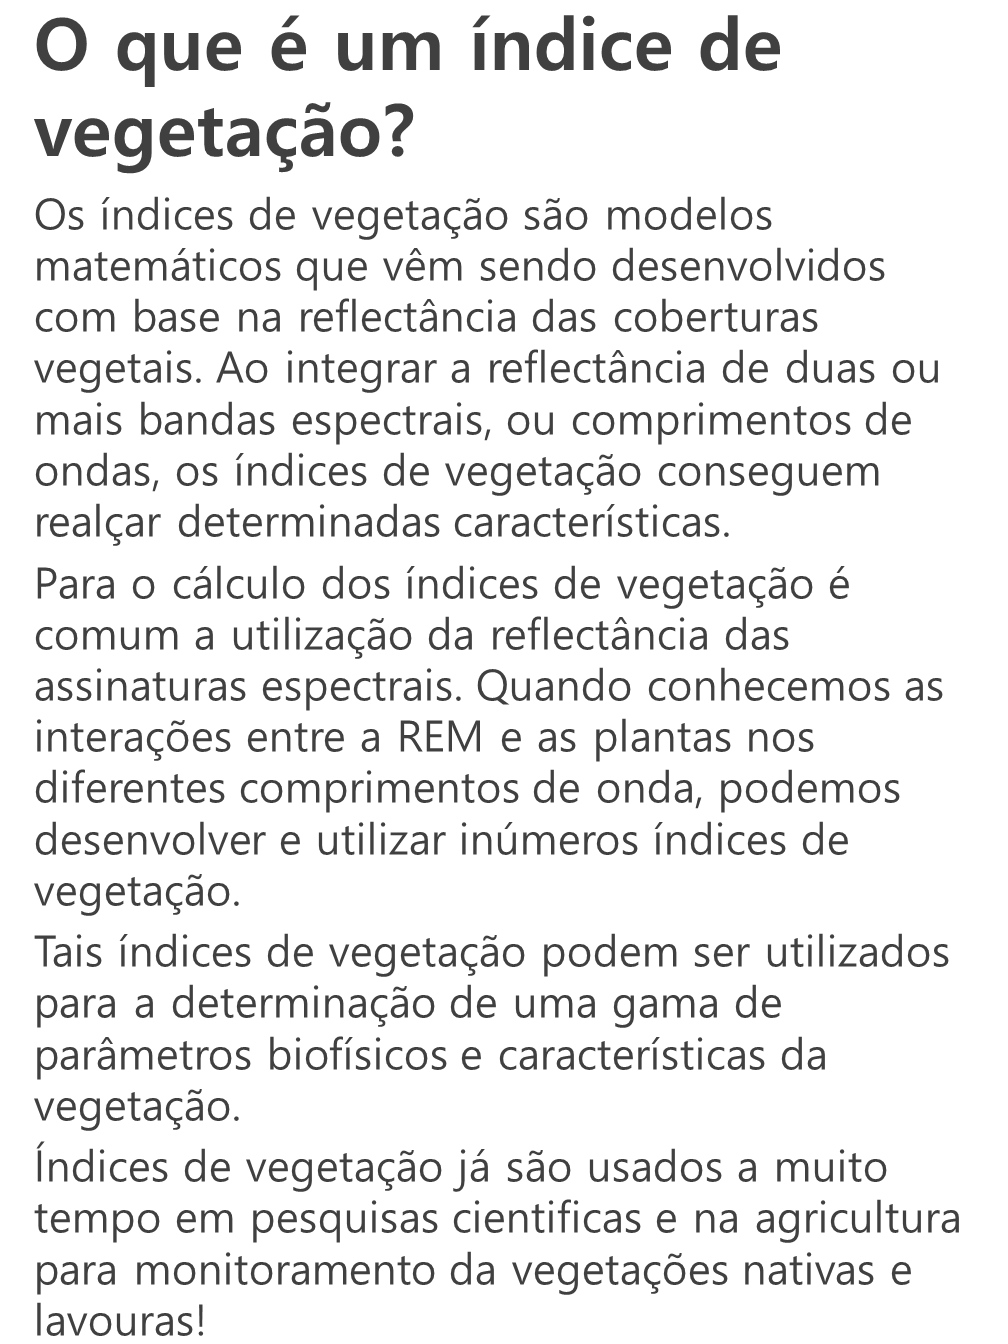 O que é um índice de
vegetação?
Os índices de vegetação são modelos
matemáticos que vêm sendo desenvolvidos
com base na reflectância das coberturas
vegetais. Ao integrar a reflectância de duas ou
mais bandas espectrais, ou comprimentos de
ondas, os índices de vegetação conseguem
realçar determinadas características.
Para o cálculo dos índices de vegetação é
comum a utilização da reflectância das
assinaturas espectrais. Quando conhecemos as
interações entre a REM e as plantas nos
diferentes comprimentos de onda, podemos
desenvolver e utilizar inúmeros índices de
vegetação.
Tais índices de vegetação podem ser utilizados
para a determinação de uma gama de
parâmetros biofísicos e características da
vegetação.
Índices de vegetação já são usados a muito
tempo em pesquisas cientificas e na agricultura
para monitoramento da vegetações nativas e
lavouras!